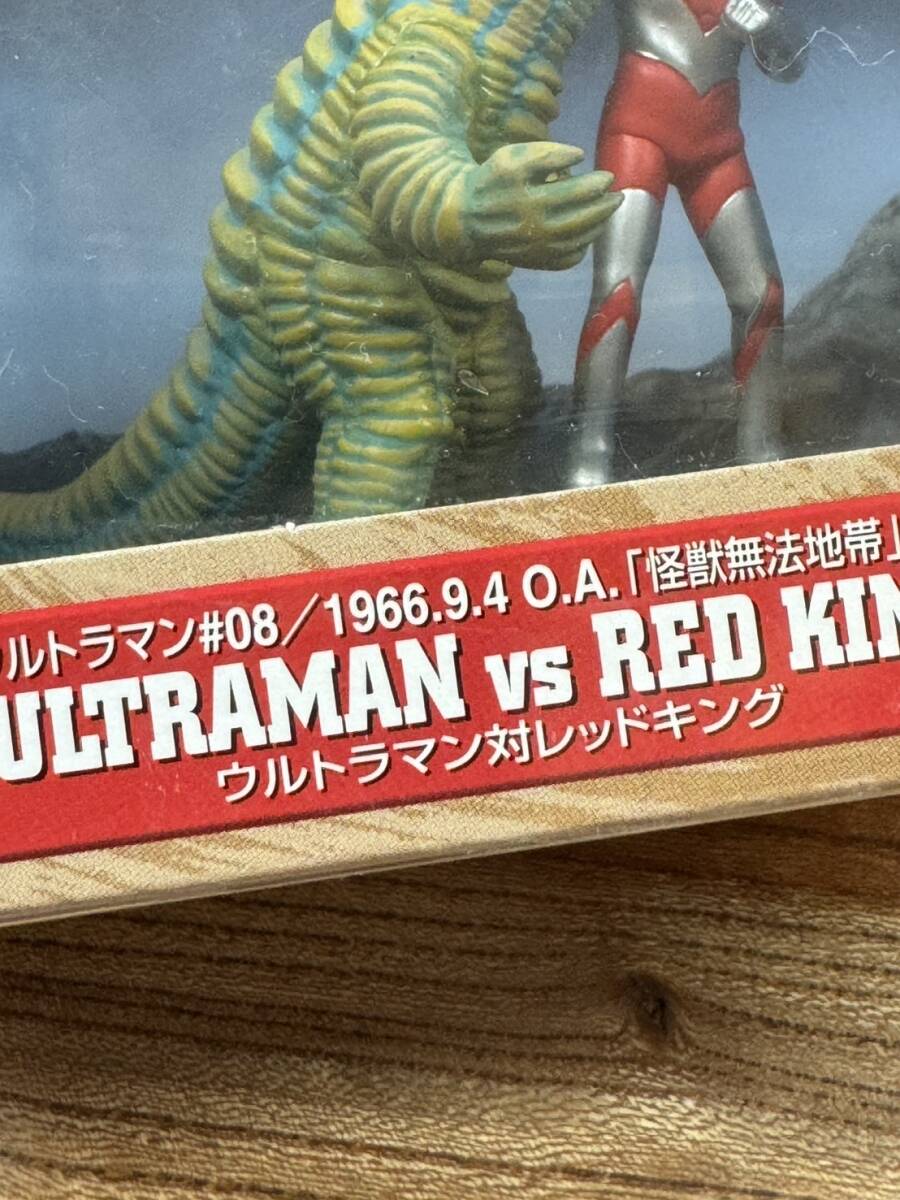 ルトラマン#08／1966.9.4 O.A.「怪獣無法地帯」
ULTRAMAN vs RED KIN
ウルトラマン対レッドキング